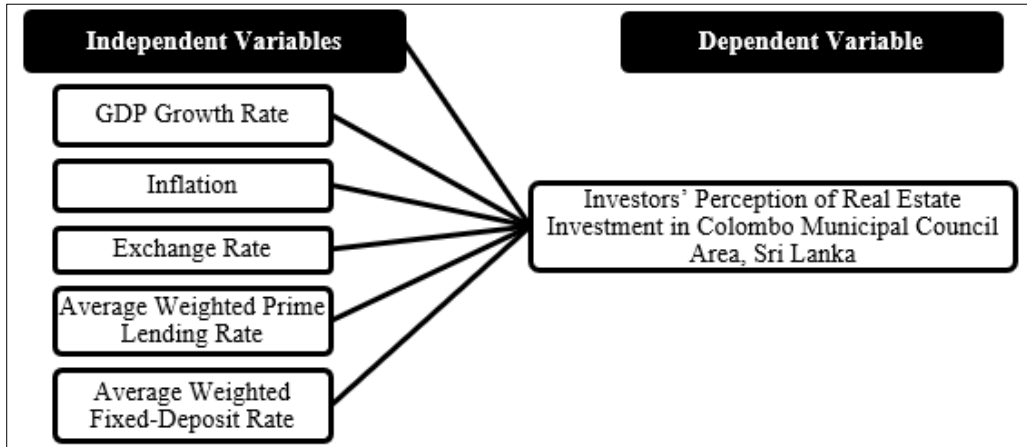 Independent Variables
Dependent Variable
GDP Growth Rate
Inflation
Exchange Rate
Average Weighted Prime
Lending Rate
Average Weighted
Fixed-Deposit Rate
Investors’ Perception of Real Estate
Investment in Colombo Municipal Council
Area, Sri Lanka